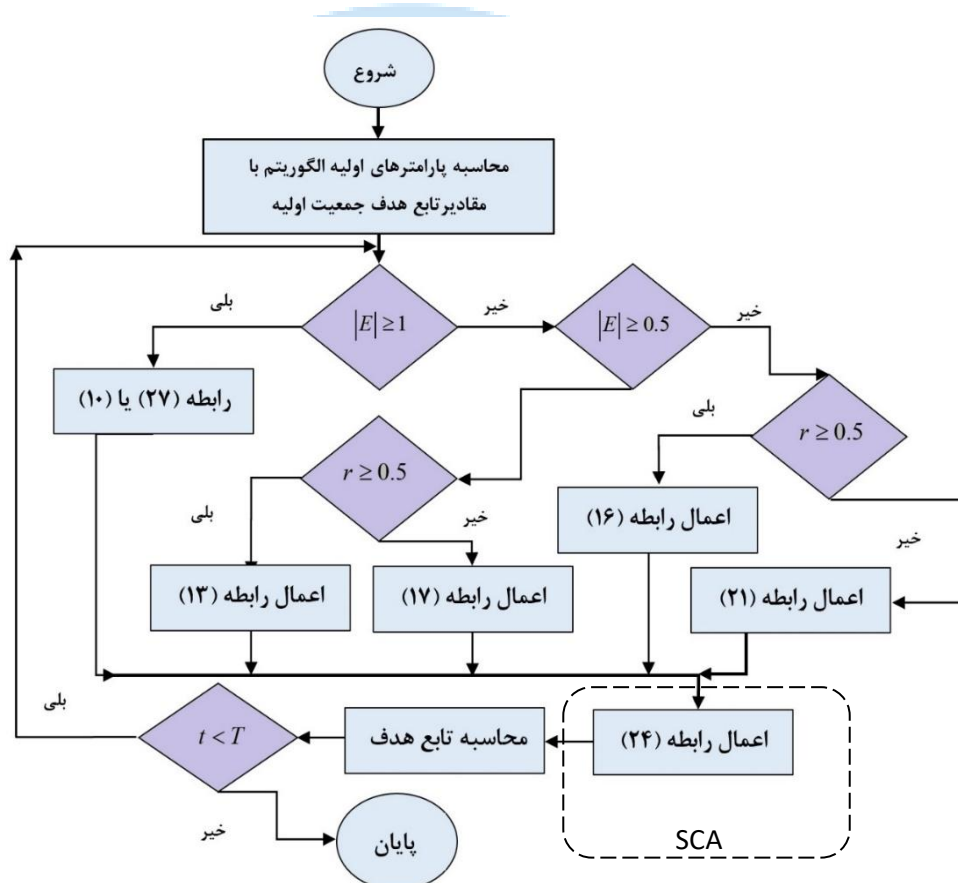 شروع
محاسبه پارامترهای اولیه الگوریتم با
مقادیرتابع هدف جمعیت اولیه
بلی
|E| ≥ 1
خیر
|E| ≥ 0.5
خیر
رابطه (۲۷) یا (۱۰)
بلی
r ≥ 0.5
r ≥ 0.5
بلی
خیر
اعمال رابطه (۱۶)
خیر
اعمال رابطه (۱۳)
اعمال رابطه (۱۷)
اعمال رابطه (۲۱)
بلی
t < T
محاسبه تابع هدف
اعمال رابطه (۲۴)
خیر
پایان
SCA